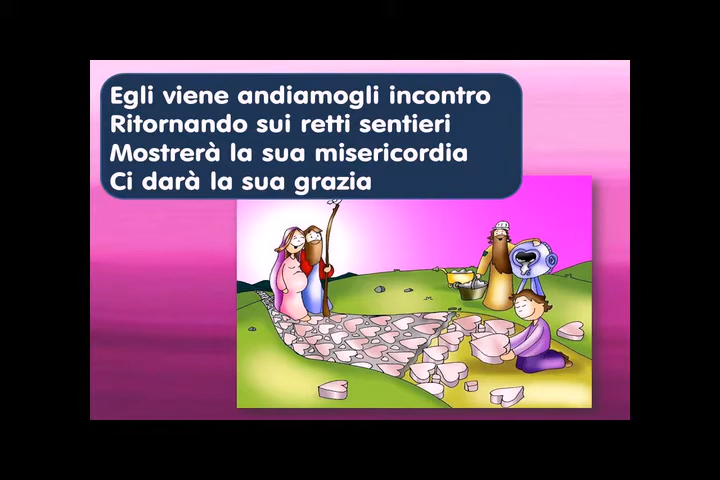 Egli viene andiamogli incontro
Ritornando sui retti sentieri
Mostrerà la sua misericordia
Ci darà la sua grazia